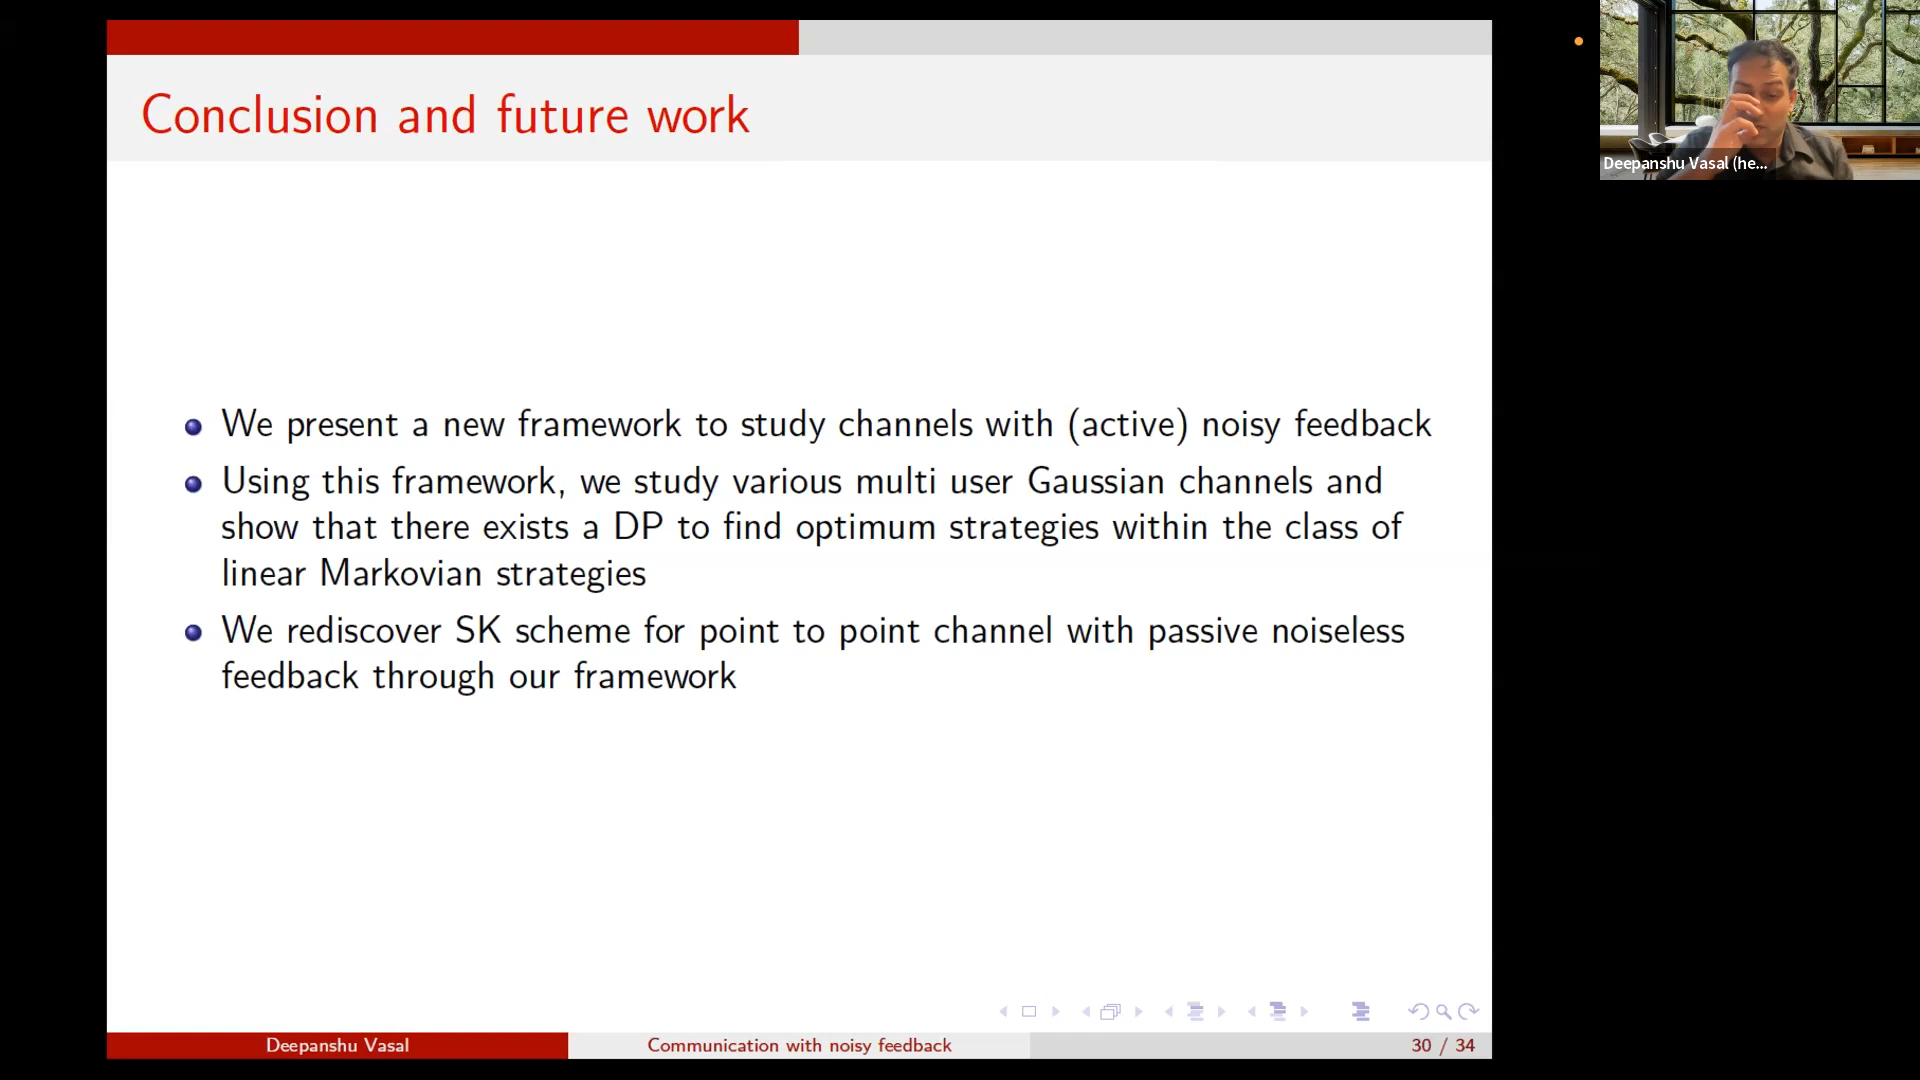 Conclusion and future work
We present a new framework to study channels with (active) noisy feedback
Using this framework, we study various multi user Gaussian channels and
show that there exists a DP to find optimum strategies within the class of
linear Markovian strategies
We rediscover SK scheme for point to point channel with passive noiseless
feedback through our framework
Deepanshu Vasal
Communication with noisy feedback
30 / 34
Deepanshu Vasal (he...